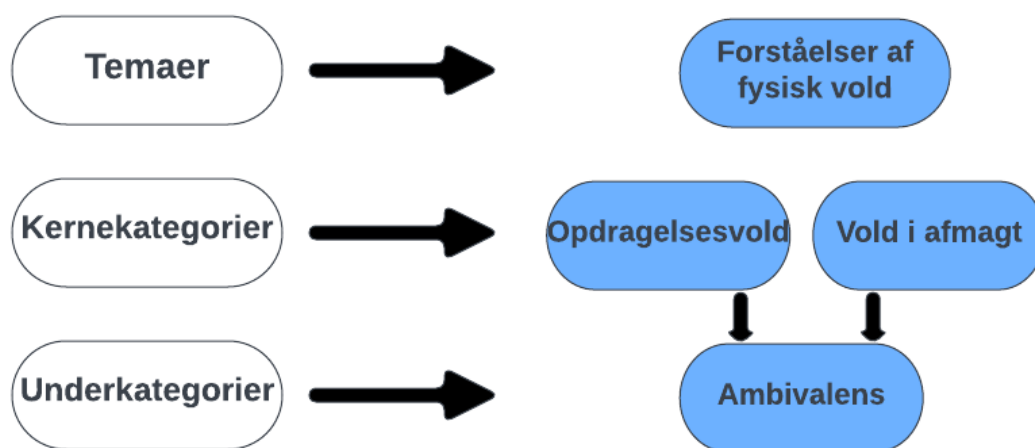 Temaer
Forståelser af
fysisk vold
Kernekategorier
Opdragelsesvold
Vold i afmagt
Underkategorier
Ambivalens